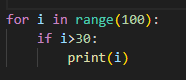 for i in range(100):
    if i>30:
        print(i)